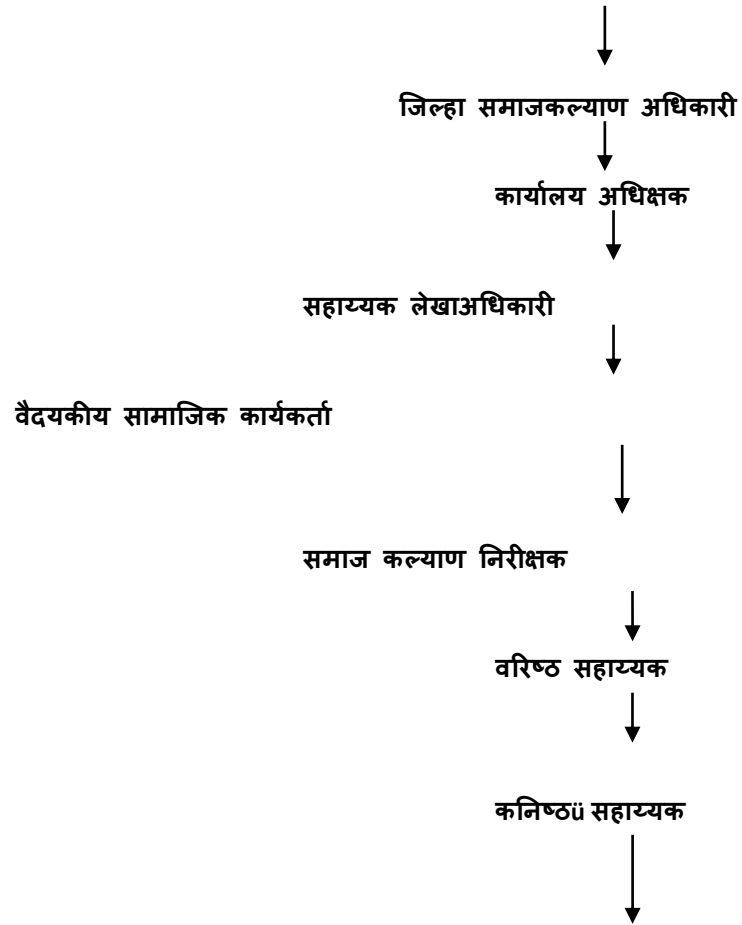 जिल्हा समाजकल्याण अधिकारी
कार्यालय अधिक्षक
सहाय्यक लेखाअधिकारी
वैदयकीय सामाजिक कार्यकर्ता
समाज कल्याण निरीक्षक
वरिष्ठ सहाय्यक
कनिष्ठü सहाय्यक